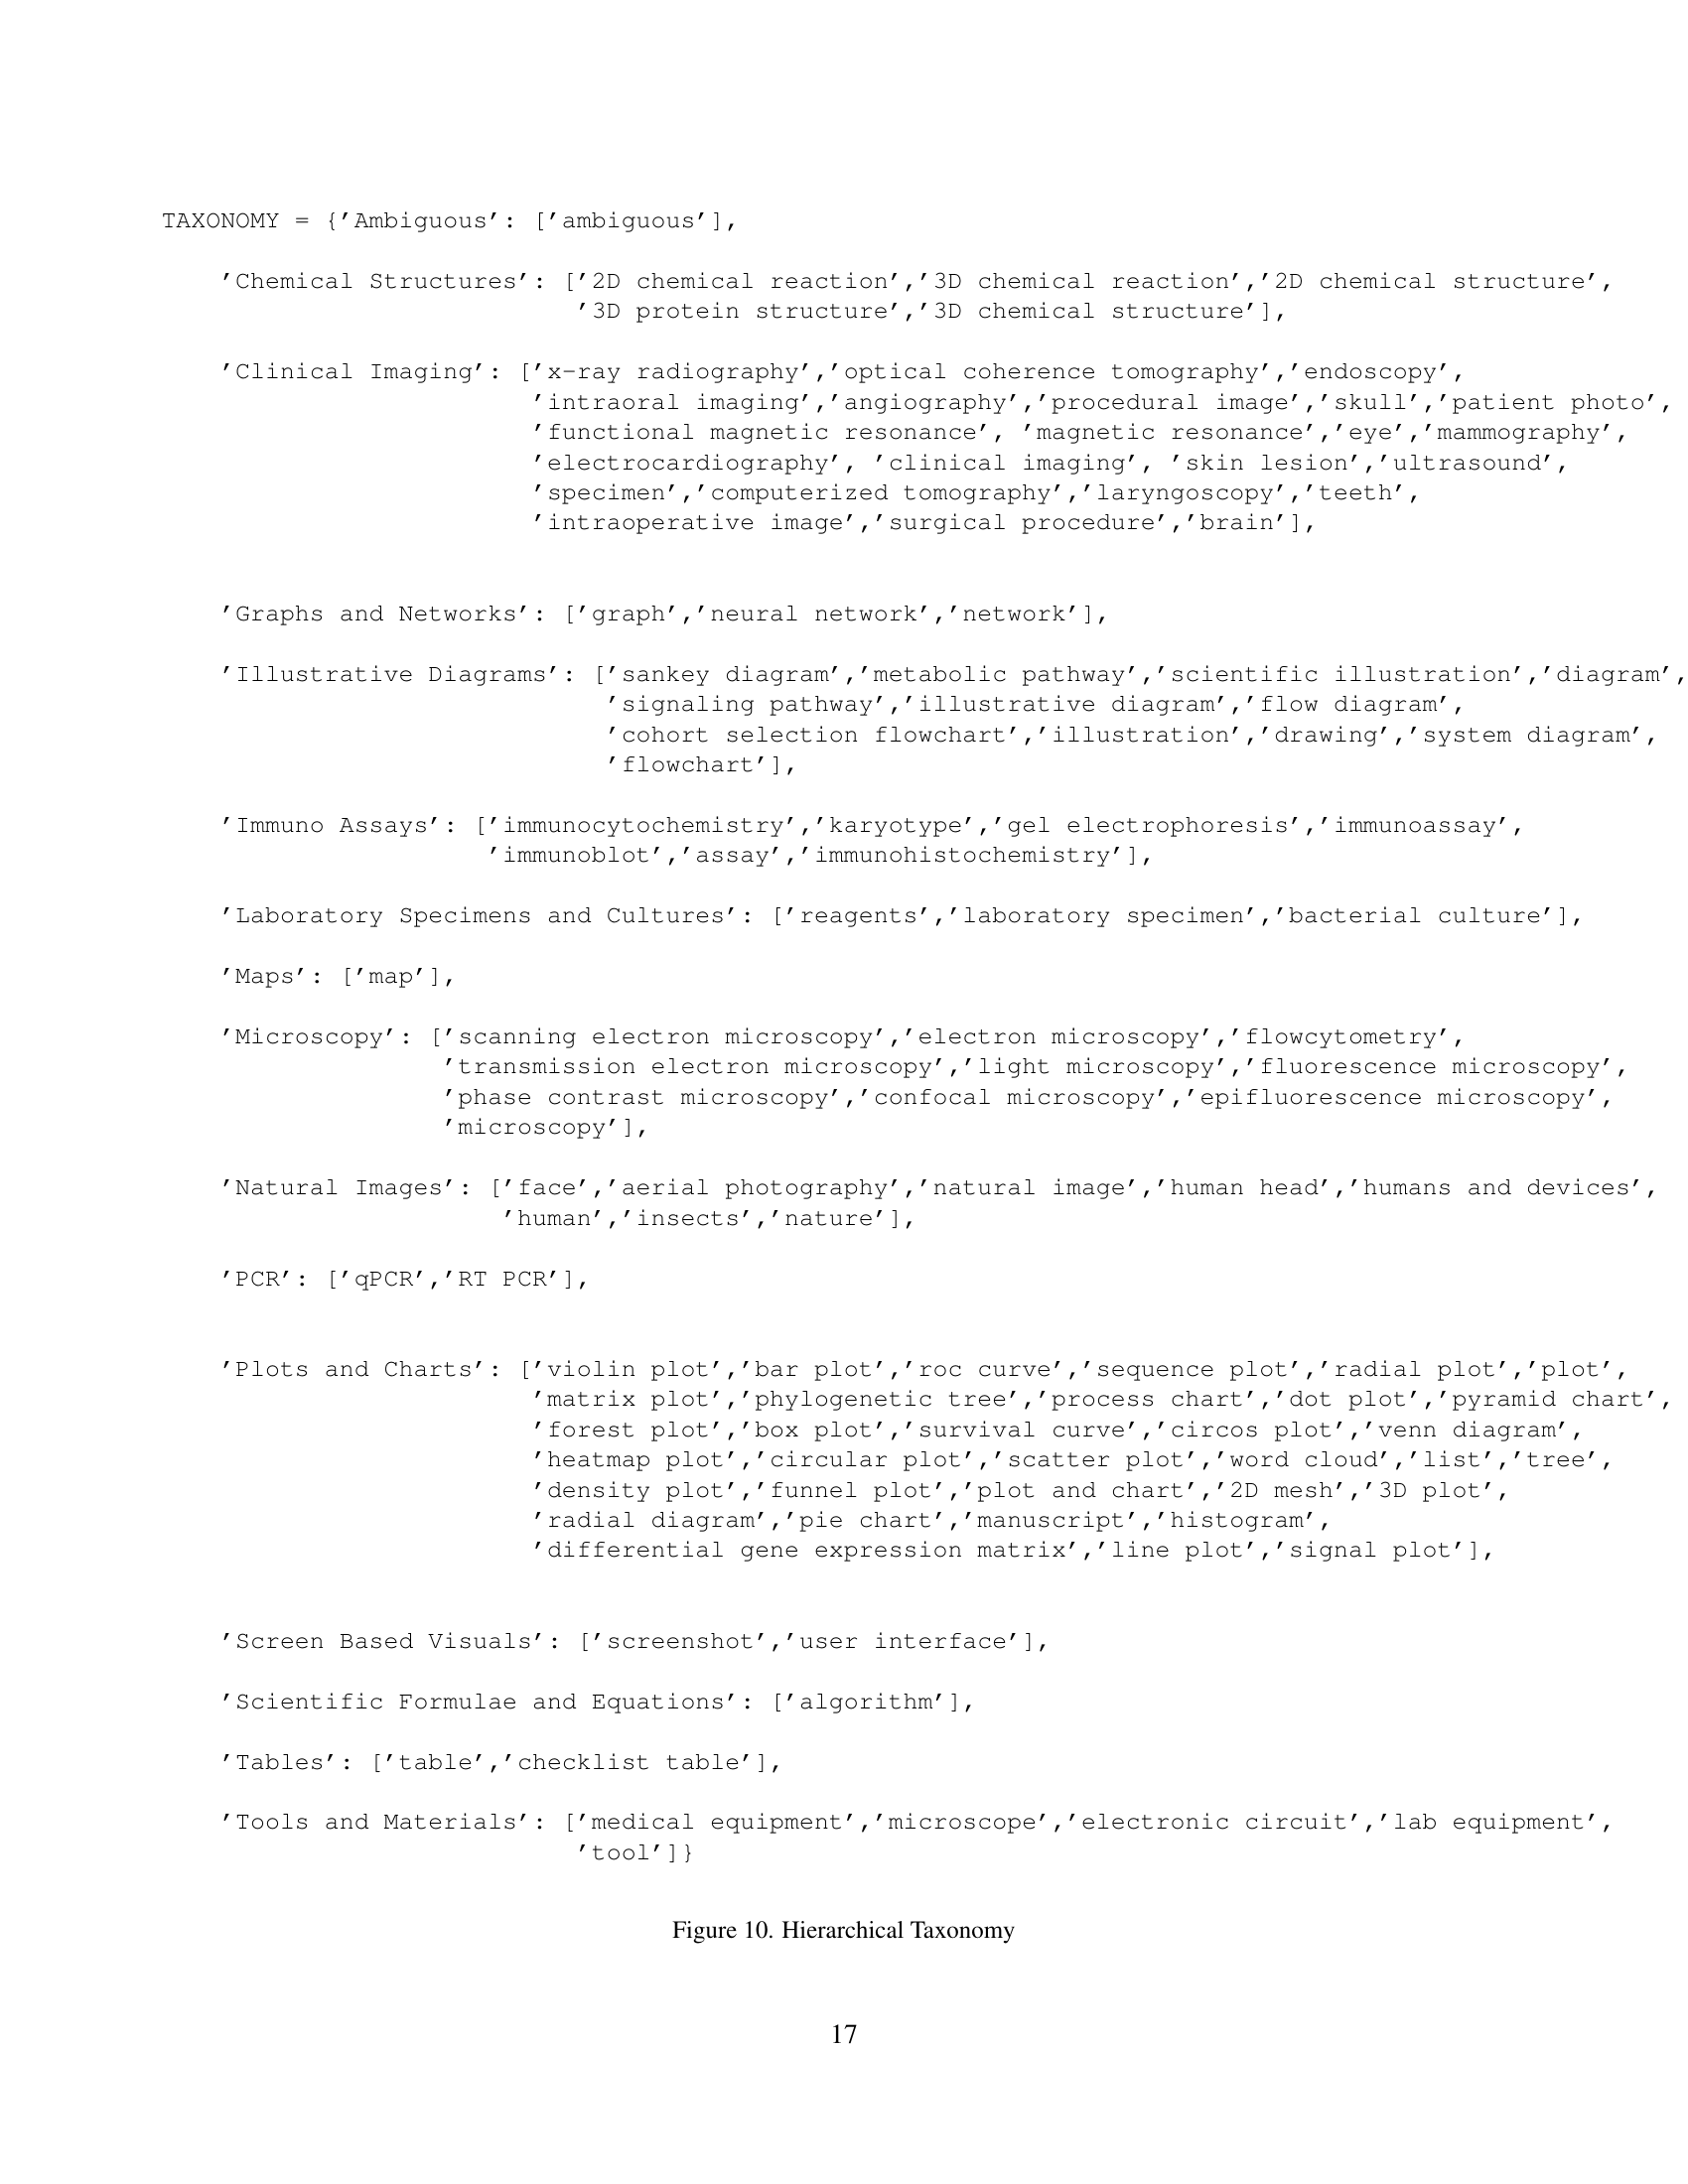 TAXONOMY = {’Ambiguous’: [’ambiguous’],
’Chemical Structures’: [’2D chemical reaction’,’3D chemical reaction’,’2D chemical structure’,
’3D protein structure’,’3D chemical structure’],
’Clinical Imaging’: [’x-ray radiography’,’optical coherence tomography’,’endoscopy’,
’intraoral imaging’,’angiography’,’procedural image’,’skull’,’patient photo’,
’functional magnetic resonance’, ’magnetic resonance’,’eye’,’mammography’,
’electrocardiography’, ’clinical imaging’, ’skin lesion’,’ultrasound’,
’specimen’,’computerized tomography’,’laryngoscopy’,’teeth’,
’intraoperative image’,’surgical procedure’,’brain’],
’Graphs and Networks’: [’graph’,’neural network’,’network’],
’Illustrative Diagrams’: [’sankey diagram’,’metabolic pathway’,’scientific illustration’,’diagram’,
’signaling pathway’,’illustrative diagram’,’flow diagram’,
’cohort selection flowchart’,’illustration’,’drawing’,’system diagram’,
’flowchart’],
’Immuno Assays’: [’immunocytochemistry’,’karyotype’,’gel electrophoresis’,’immunoassay’,
’immunoblot’,’assay’,’immunohistochemistry’],
’Laboratory Specimens and Cultures’: [’reagents’,’laboratory specimen’,’bacterial culture’],
’Maps’: [’map’],
’Microscopy’: [’scanning electron microscopy’,’electron microscopy’,’flowcytometry’,
’transmission electron microscopy’,’light microscopy’,’fluorescence microscopy’,
’phase contrast microscopy’,’confocal microscopy’,’epifluorescence microscopy’,
’microscopy’],
’Natural Images’: [’face’,’aerial photography’,’natural image’,’human head’,’humans and devices’,
’human’,’insects’,’nature’],
’PCR’: [’qPCR’,’RT PCR’],
’Plots and Charts’: [’violin plot’,’bar plot’,’roc curve’,’sequence plot’,’radial plot’,’plot’,
’matrix plot’,’phylogenetic tree’,’process chart’,’dot plot’,’pyramid chart’,
’forest plot’,’box plot’,’survival curve’,’circos plot’,’venn diagram’,
’heatmap plot’,’circular plot’,’scatter plot’,’word cloud’,’list’,’tree’,
’density plot’,’funnel plot’,’plot and chart’,’2D mesh’,’3D plot’,
’radial diagram’,’pie chart’,’manuscript’,’histogram’,
’differential gene expression matrix’,’line plot’,’signal plot’],
’Screen Based Visuals’: [’screenshot’,’user interface’],
’Scientific Formulae and Equations’: [’algorithm’],
’Tables’: [’table’,’checklist table’],
’Tools and Materials’: [’medical equipment’,’microscope’,’electronic circuit’,’lab equipment’,
’tool’]}
Figure 10. Hierarchical Taxonomy
17